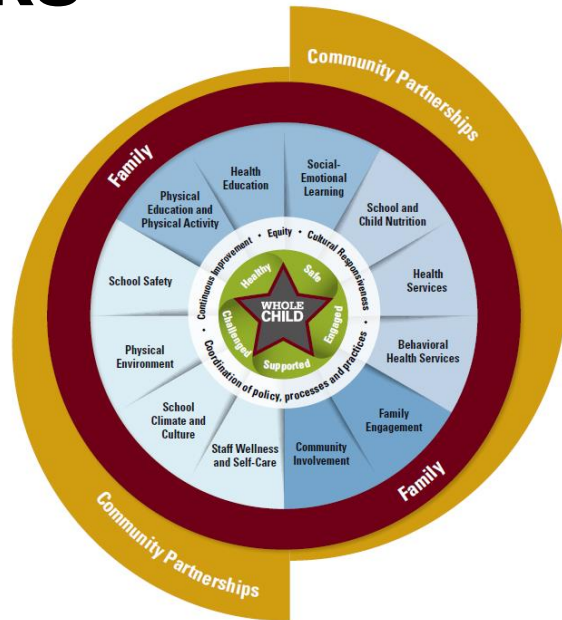 Community Partnerships
Family
Health
Education
Social-
Emotional
Learning
Physical
Education and
Physical Activity
School and
Child Nutrition
School Safety
Health
Services
Physical
Environment
Behavioral
Health Services
School
Climate and
Culture
Family
Engagement
Staff Wellness
and Self-Care
Community
Involvement
Continuous Improvement • Equity • Cultural Responsiveness •
Coordination of policy, processes and practices •
Healthy
Safe
Engaged
Supported
Challenged
WHOLE
CHILD
Family
Community Partnerships